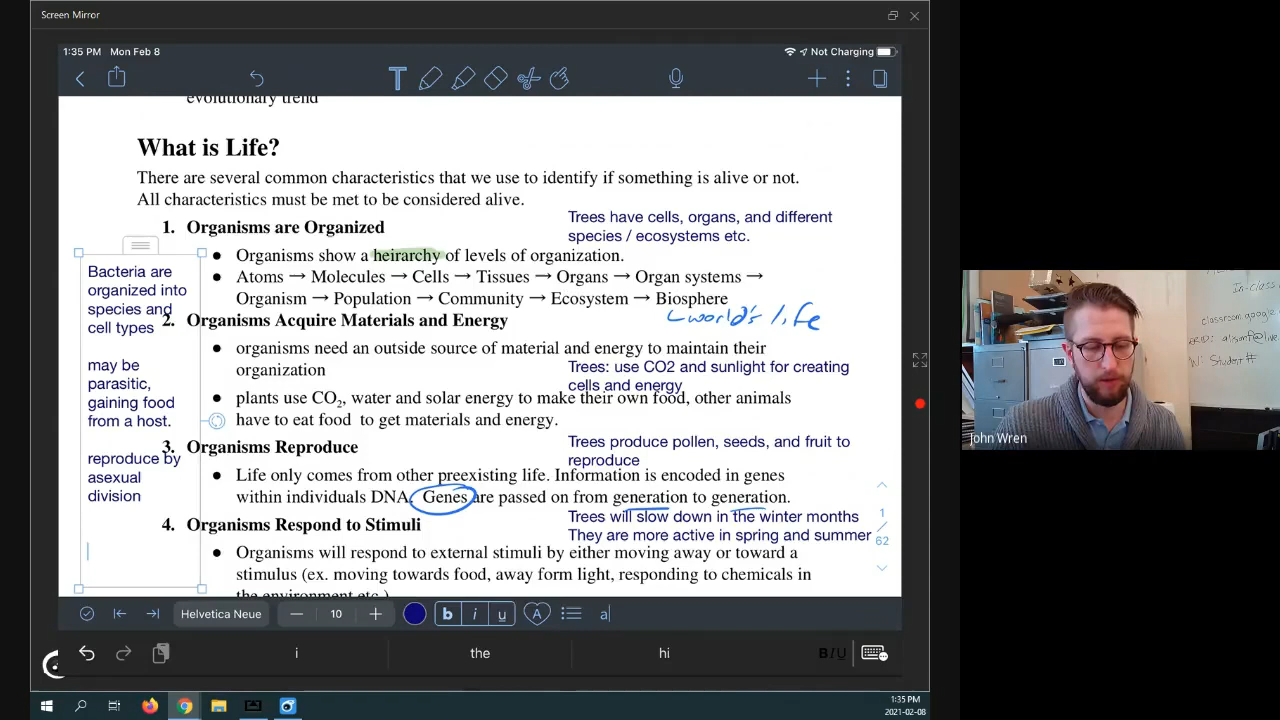 Screen Mirror
1:35 PM Mon Feb 8
Not Charging
T
evolutionary trend
What is Life?
There are several common characteristics that we use to identify if something is alive or not.
All characteristics must be met to be considered alive.
1. Organisms are Organized
Trees have cells, organs, and different
species / ecosystems etc.
Organisms show a heirarchy of levels of organization.
Atoms → Molecules → Cells → Tissues → Organs → Organ systems →
Organism → Population → Community → Ecosystem → Biosphere
world's life
Bacteria are
organized into
species and
cell types
may be
parasitic,
gaining food
from a host.
reproduce by
asexual
division
2. Organisms Acquire Materials and Energy
organisms need an outside source of material and energy to maintain their
organization
Trees: use CO2 and sunlight for creating
cells and energy
plants use CO₂, water and solar energy to make their own food, other animals
have to eat food to get materials and energy.
3. Organisms Reproduce
Trees produce pollen, seeds, and fruit to
reproduce
Life only comes from other preexisting life. Information is encoded in genes
within individuals DNA. Genes are passed on from generation to generation.
4. Organisms Respond to Stimuli
Trees will slow down in the winter months
They are more active in spring and summer
Organisms will respond to external stimuli by either moving away or toward a
stimulus (ex. moving towards food, away form light, responding to chemicals in
the environment etc.)
1
/
62
Helvetica Neue
10
b i u
A
a
i
the
hi
B/U
1:35 PM
2021-02-08
In-class
classroom.google
Student #
John Wren